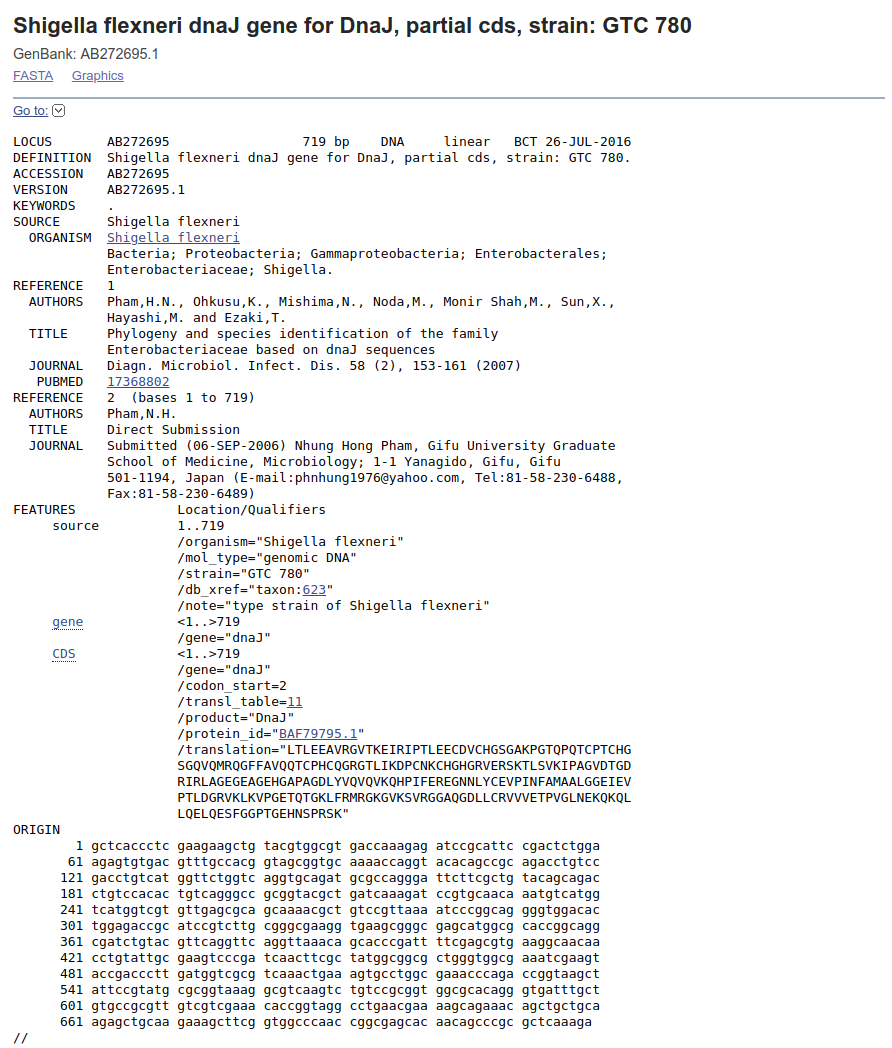 Shigella flexneri dnaJ gene for DnaJ, partial cds, strain: GTC 780
GenBank: AB272695.1
FASTA Graphics
Go to:
LOCUS AB272695 719 bp DNA linear BCT 26-JUL-2016
DEFINITION Shigella flexneri dnaJ gene for DnaJ, partial cds, strain: GTC 780.
ACCESSION AB272695
VERSION AB272695.1
KEYWORDS .
SOURCE Shigella flexneri
ORGANISM Shigella flexneri
Bacteria; Proteobacteria; Gammaproteobacteria; Enterobacterales;
Enterobacteriaceae; Shigella.
REFERENCE 1
AUTHORS Pham,H.N., Ohkusu,K., Mishima,N., Noda,M., Monir Shah,M., Sun,X.,
Hayashi,M. and Ezaki,T.
TITLE Phylogeny and species identification of the family
Enterobacteriaceae based on dnaJ sequences
JOURNAL Diagn. Microbiol. Infect. Dis. 58 (2), 153-161 (2007)
PUBMED 17368802
REFERENCE 2 (bases 1 to 719)
AUTHORS Pham,N.H.
TITLE Direct Submission
JOURNAL Submitted (06-SEP-2006) Nhung Hong Pham, Gifu University Graduate
School of Medicine, Microbiology; 1-1 Yanagido, Gifu, Gifu
501-1194, Japan (E-mail:phnhung1976@yahoo.com, Tel:81-58-230-6488,
Fax:81-58-230-6489)
FEATURES Location/Qualifiers
source 1..719
/organism="Shigella flexneri"
/mol_type="genomic DNA"
/strain="GTC 780"
/db_xref="taxon:623"
/note="type strain of Shigella flexneri"
gene <1..>719
/gene="dnaJ"
CDS <1..>719
/gene="dnaJ"
/codon_start=2
/transl_table=11
/product="DnaJ"
/protein_id="BAF79795.1"
/translation="LTLEEAVRGVTKEIRIPTLEECDVCHGSGAKPGTQPQTCPTCHG
SGQVQMRQGFFAVQQTCPHCQGRGTLIKDPCNKCHGHGRVERSKTLSVKIPAGVDTGD
RIRLAGEGEAGEHGAPAGDLYVQVQVKQHPIFEREGNNLYCEVPINFAMAALGGEIEV
PTLDGRVKLKVPGETQTGKLFRMRGKGVKSVRGGAQGDLLCRVVVETPVGLNEKQKQL
LQELQESFGGPTGEHNSPRSK"
ORIGIN
1 gctcaccctc gaagaagctg tacgtggcgt gaccaaagag atccgcattc cgactctgga
61 agagtgtgac gtttgccacg gtagcggtgc aaaaccaggt acacagccgc agacctgtcc
121 gacctgtcat ggttctggtc aggtgcagat gcgccaggga ttcttcgctg tacagcagac
181 ctgtccacac tgtcagggcc gcggtacgct gatcaaagat ccgtgcaaca aatgtcatgg
241 tcatggtcgt gttgagcgca gcaaaacgct gtccgttaaa atcccggcag gggtggacac
301 tggagaccgc atccgtcttg cgggcgaagg tgaagcgggc gagcatggcg caccggcagg
361 cgatctgtac gttcaggttc aggttaaaca gcacccgatt ttcgagcgtg aaggcaacaa
421 cctgtattgc gaagtcccga tcaacttcgc tatggcggcg ctgggtggcg aaatcgaagt
481 accgaccctt gatggtcgcg tcaaactgaa agtgcctggc gaaacccaga ccggtaagct
541 attccgtatg cgcggtaaag gcgtcaagtc tgtccgcggt ggcgcacagg gtgatttgct
601 gtgccgcgtt gtcgtcgaaa caccggtagg cctgaacgaa aagcagaaac agctgctgca
661 agagctgcaa gaaagcttcg gtggcccaac cggcgagcac aacagcccgc gctcaaaga
//